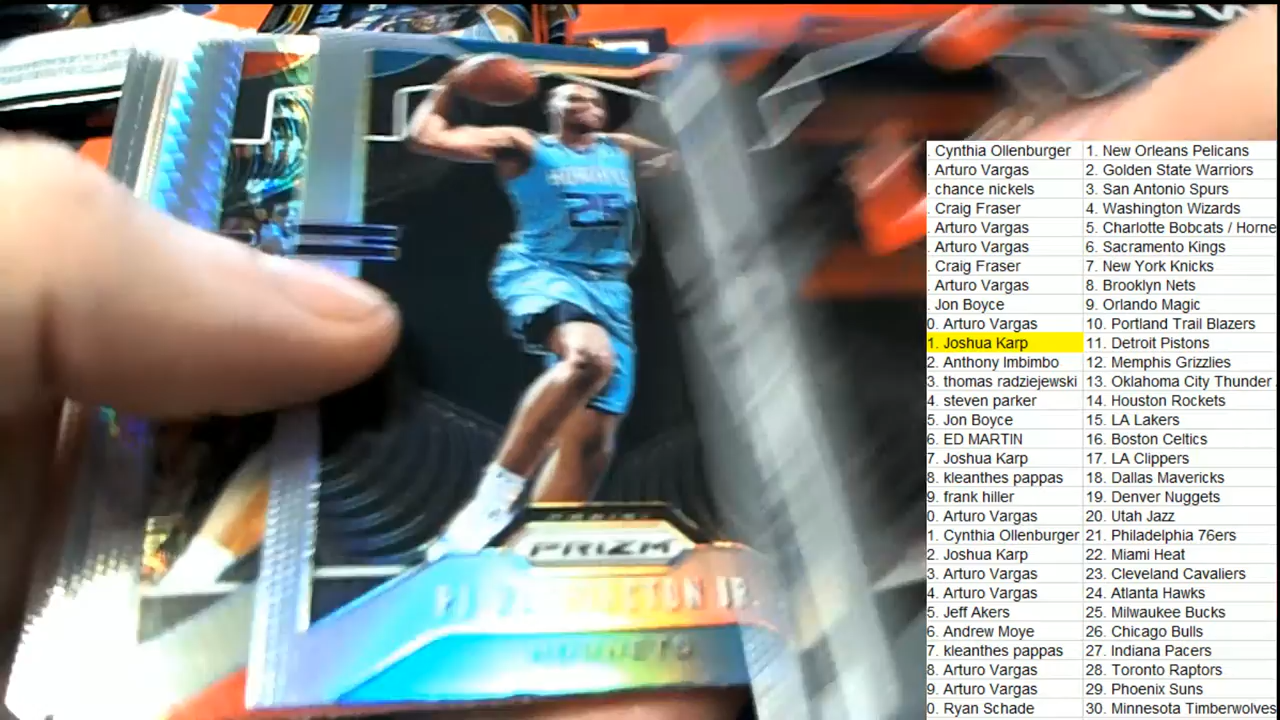 PRIZM
HORNETS
25
. Cynthia Ollenburger 1. New Orleans Pelicans
. Arturo Vargas 2. Golden State Warriors
. chance nickels 3. San Antonio Spurs
. Craig Fraser 4. Washington Wizards
. Arturo Vargas 5. Charlotte Bobcats / Horne
. Arturo Vargas 6. Sacramento Kings
. Craig Fraser 7. New York Knicks
. Arturo Vargas 8. Brooklyn Nets
. Jon Boyce 9. Orlando Magic
0. Arturo Vargas 10. Portland Trail Blazers
1. Joshua Karp 11. Detroit Pistons
2. Anthony Imbimbo 12. Memphis Grizzlies
3. thomas radziejewski 13. Oklahoma City Thunder
4. steven parker 14. Houston Rockets
5. Jon Boyce 15. LA Lakers
6. ED MARTIN 16. Boston Celtics
7. Joshua Karp 17. LA Clippers
8. kleanthes pappas 18. Dallas Mavericks
9. frank hiller 19. Denver Nuggets
0. Arturo Vargas 20. Utah Jazz
1. Cynthia Ollenburger 21. Philadelphia 76ers
2. Joshua Karp 22. Miami Heat
3. Arturo Vargas 23. Cleveland Cavaliers
4. Arturo Vargas 24. Atlanta Hawks
5. Jeff Akers 25. Milwaukee Bucks
6. Andrew Moye 26. Chicago Bulls
7. kleanthes pappas 27. Indiana Pacers
8. Arturo Vargas 28. Toronto Raptors
9. Arturo Vargas 29. Phoenix Suns
0. Ryan Schade 30. Minnesota Timberwolves